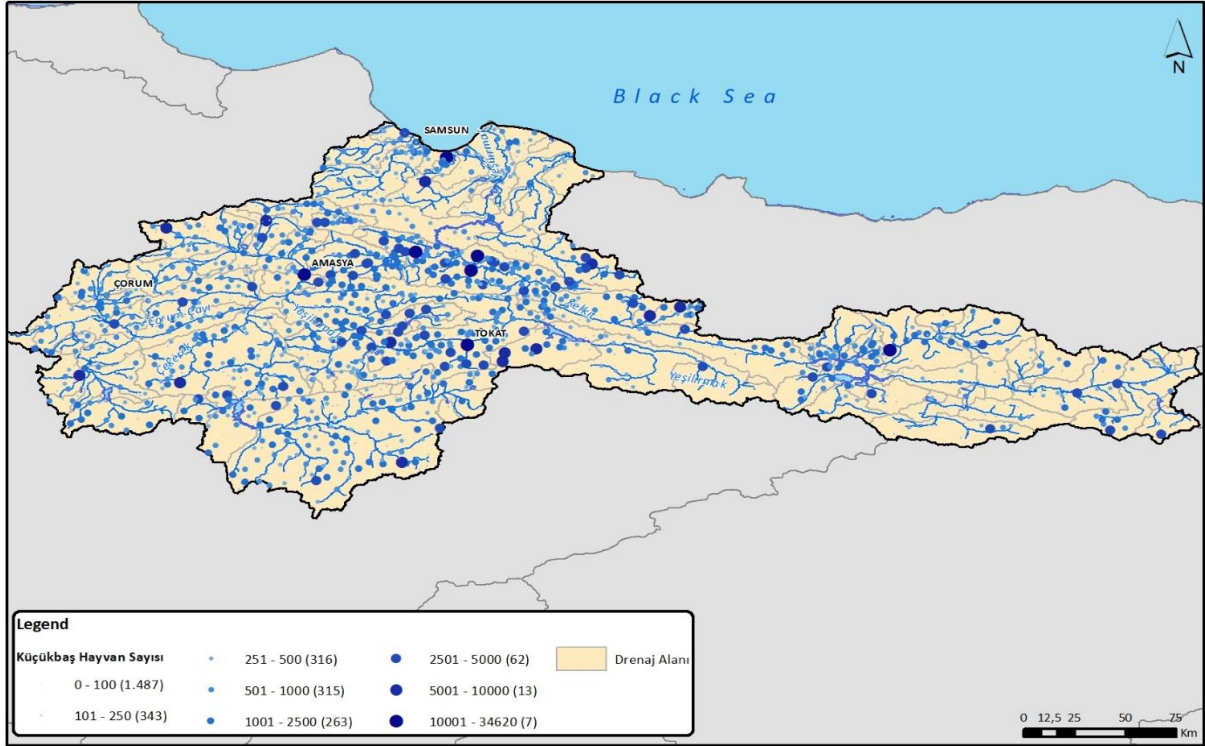 Black Sea
N
SAMSUN
AMASYA
ÇORUM
Çorum Çayı
Yeşilırmak
Kelkit
TOKAT
Çekerek
Yeşilırmak
Legend
Küçükbaş Hayvan Sayısı
0 - 100 (1.487)
101 - 250 (343)
251 - 500 (316)
501 - 1000 (315)
1001 - 2500 (263)
2501 - 5000 (62)
5001 - 10000 (13)
10001 - 34620 (7)
Drenaj Alanı
0 12,5 25 50 75
Km